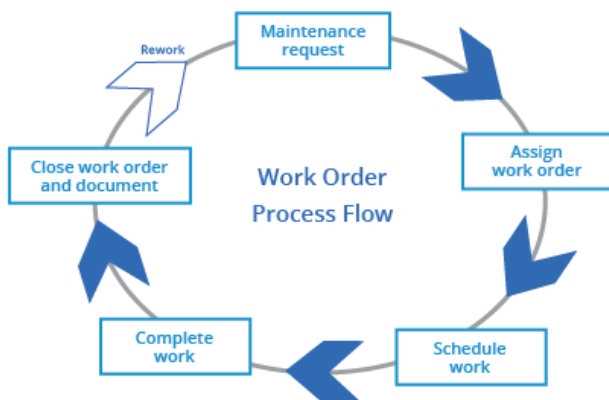 Maintenance
request
Rework
Assign
work order
Close work order
and document
Work Order
Process Flow
Schedule
work
Complete
work